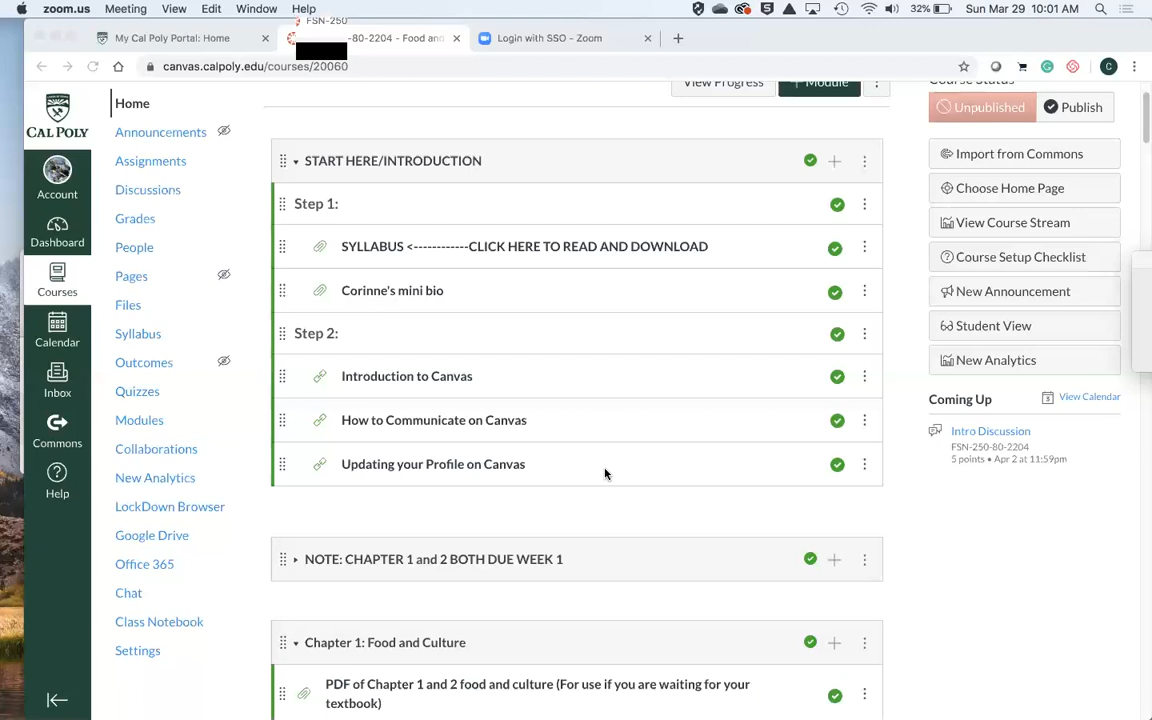 zoom.us Meeting View Edit Window Help 32% Sun Mar 29 10:01 AM
FSN-250
My Cal Poly Portal: Home × -80-2204 - Food and × Login with SSO - Zoom × +
canvas.calpoly.edu/courses/20060 C
CAL POLY
Account
Dashboard
Courses
Calendar
Inbox
Commons
Help
Home
Announcements
Assignments
Discussions
Grades
People
Pages
Files
Syllabus
Outcomes
Quizzes
Modules
Collaborations
New Analytics
LockDown Browser
Google Drive
Office 365
Chat
Class Notebook
Settings
View Progress + Module
START HERE/INTRODUCTION
Step 1:
SYLLABUS <------------CLICK HERE TO READ AND DOWNLOAD
Corinne's mini bio
Step 2:
Introduction to Canvas
How to Communicate on Canvas
Updating your Profile on Canvas
NOTE: CHAPTER 1 and 2 BOTH DUE WEEK 1
Chapter 1: Food and Culture
PDF of Chapter 1 and 2 food and culture (For use if you are waiting for your
textbook)
Course Status
Unpublished Publish
Import from Commons
Choose Home Page
View Course Stream
Course Setup Checklist
New Announcement
Student View
New Analytics
Coming Up View Calendar
Intro Discussion
FSN-250-80-2204
5 points • Apr 2 at 11:59pm